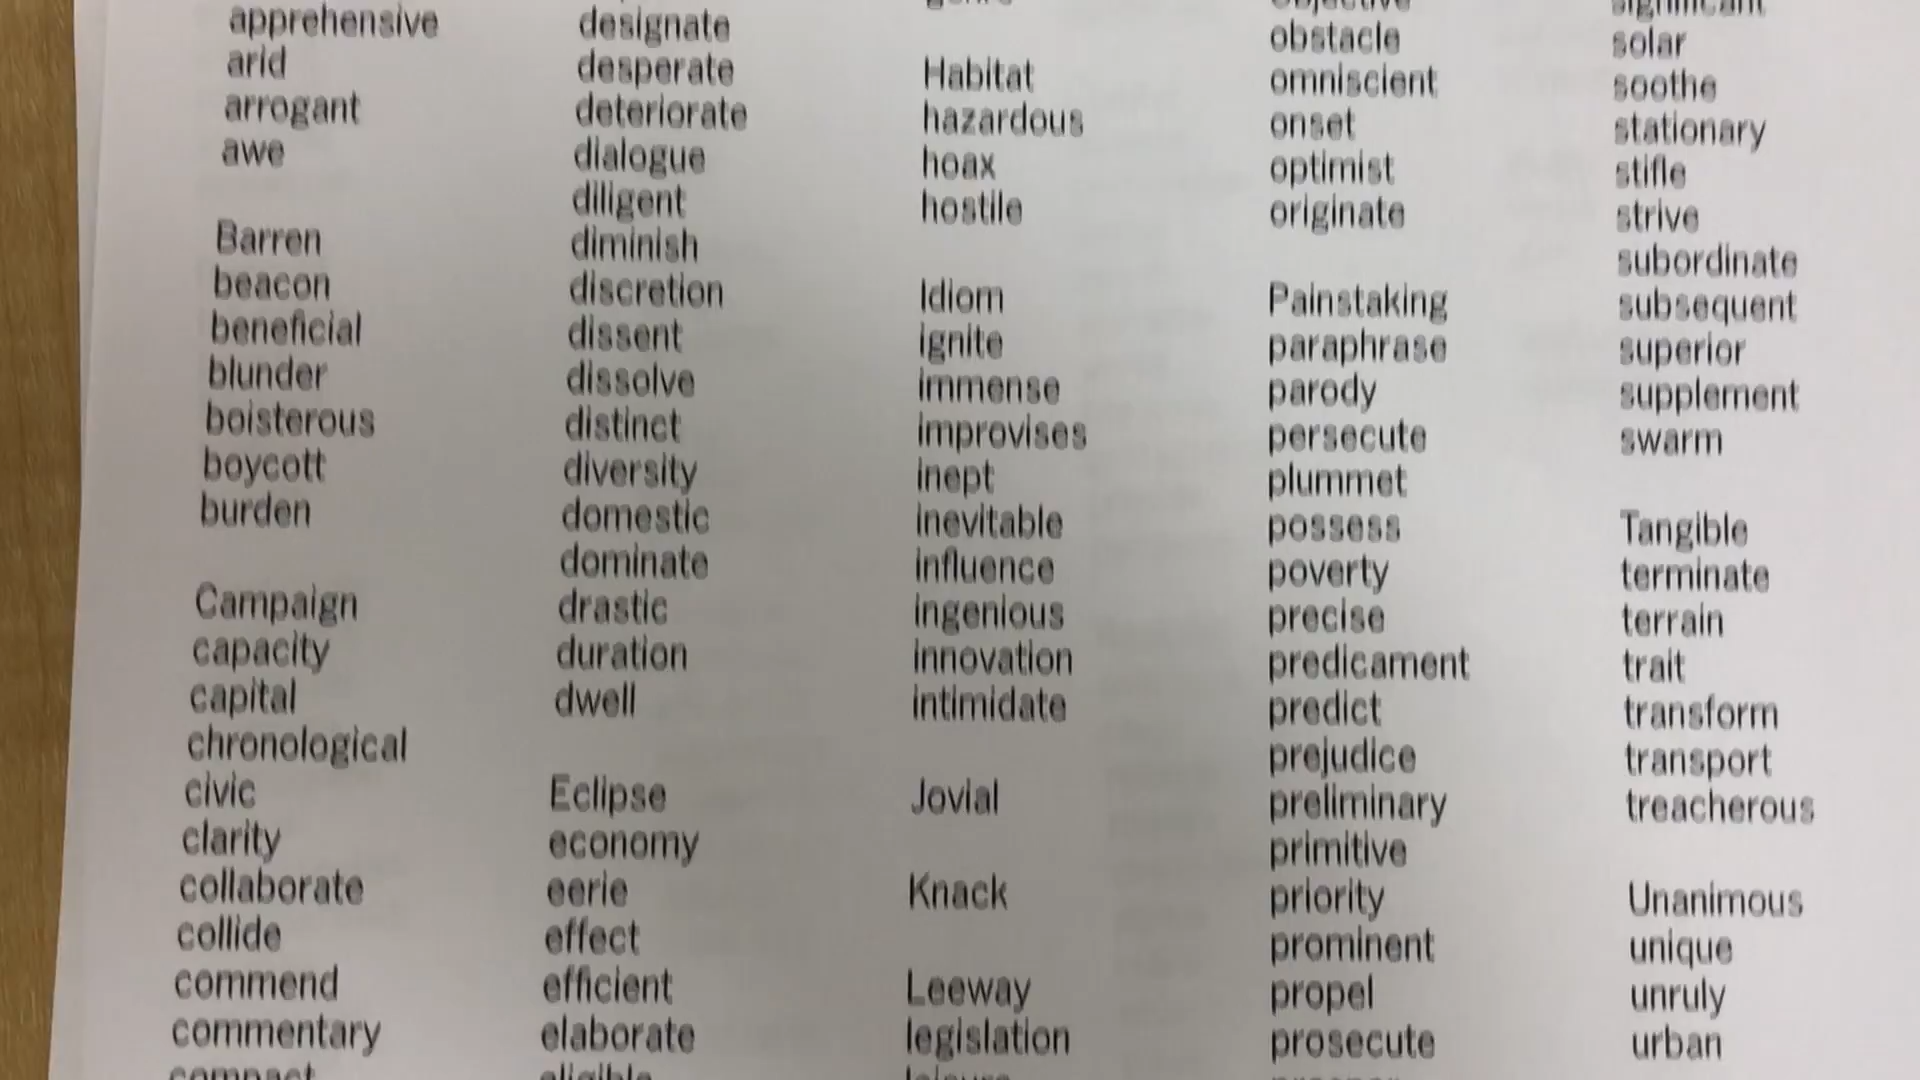 apprehensive
arid
arrogant
awe
Barren
beacon
beneficial
blunder
boisterous
boycott
burden
Campaign
capacity
capital
chronological
civic
clarity
collaborate
collide
commend
commentary
compact
designate
desperate
deteriorate
dialogue
diligent
diminish
discretion
dissent
dissolve
distinct
diversity
domestic
dominate
drastic
duration
dwell
Eclipse
economy
eerie
effect
efficient
elaborate
eligible
Habitat
hazardous
hoax
hostile
Idiom
ignite
immense
improvises
inept
inevitable
influence
ingenious
innovation
intimidate
Jovial
Knack
Leeway
legislation
leisure
objective
obstacle
omniscient
onset
optimist
originate
Painstaking
paraphrase
parody
persecute
plummet
possess
poverty
precise
predicament
predict
prejudice
preliminary
primitive
priority
prominent
propel
prosecute
significant
solar
soothe
stationary
stifle
strive
subordinate
subsequent
superior
supplement
swarm
Tangible
terminate
terrain
trait
transform
transport
treacherous
Unanimous
unique
unruly
urban